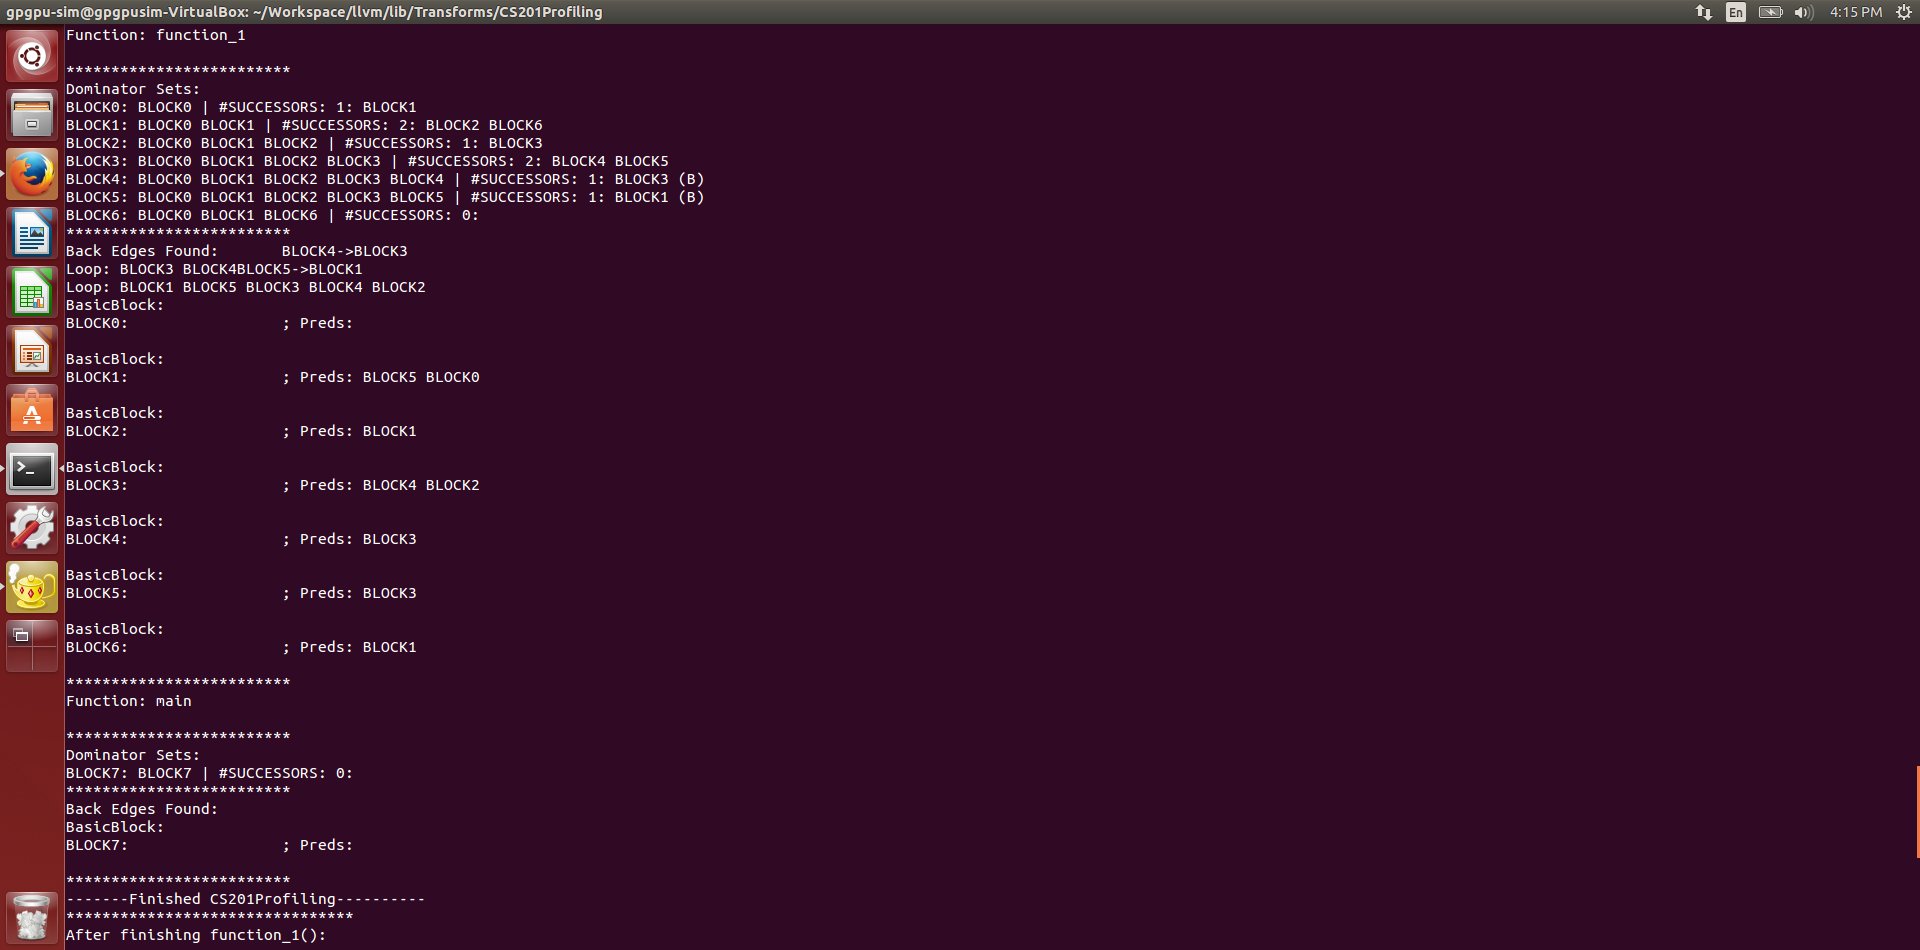 gpgpu-sim@gpgpusim-VirtualBox: ~/Workspace/llvm/lib/Transforms/CS201Profiling
En
4:15 PM
Function: function_1
*************************
Dominator Sets:
BLOCK0: BLOCK0 | #SUCCESSORS: 1: BLOCK1
BLOCK1: BLOCK0 BLOCK1 | #SUCCESSORS: 2: BLOCK2 BLOCK6
BLOCK2: BLOCK0 BLOCK1 BLOCK2 | #SUCCESSORS: 1: BLOCK3
BLOCK3: BLOCK0 BLOCK1 BLOCK2 BLOCK3 | #SUCCESSORS: 2: BLOCK4 BLOCK5
BLOCK4: BLOCK0 BLOCK1 BLOCK2 BLOCK3 BLOCK4 | #SUCCESSORS: 1: BLOCK3 (B)
BLOCK5: BLOCK0 BLOCK1 BLOCK2 BLOCK3 BLOCK5 | #SUCCESSORS: 1: BLOCK1 (B)
BLOCK6: BLOCK0 BLOCK1 BLOCK6 | #SUCCESSORS: 0:
*************************
Back Edges Found:       BLOCK4->BLOCK3
Loop: BLOCK3 BLOCK4BLOCK5->BLOCK1
Loop: BLOCK1 BLOCK5 BLOCK3 BLOCK4 BLOCK2
BasicBlock:
BLOCK0:                 ; Preds:
BasicBlock:
BLOCK1:                 ; Preds: BLOCK5 BLOCK0
BasicBlock:
BLOCK2:                 ; Preds: BLOCK1
BasicBlock:
BLOCK3:                 ; Preds: BLOCK4 BLOCK2
BasicBlock:
BLOCK4:                 ; Preds: BLOCK3
BasicBlock:
BLOCK5:                 ; Preds: BLOCK3
BasicBlock:
BLOCK6:                 ; Preds: BLOCK1
*************************
Function: main
*************************
Dominator Sets:
BLOCK7: BLOCK7 | #SUCCESSORS: 0:
*************************
Back Edges Found:
BasicBlock:
BLOCK7:                 ; Preds:
*************************
-------Finished CS201Profiling----------
********************************
After finishing function_1():